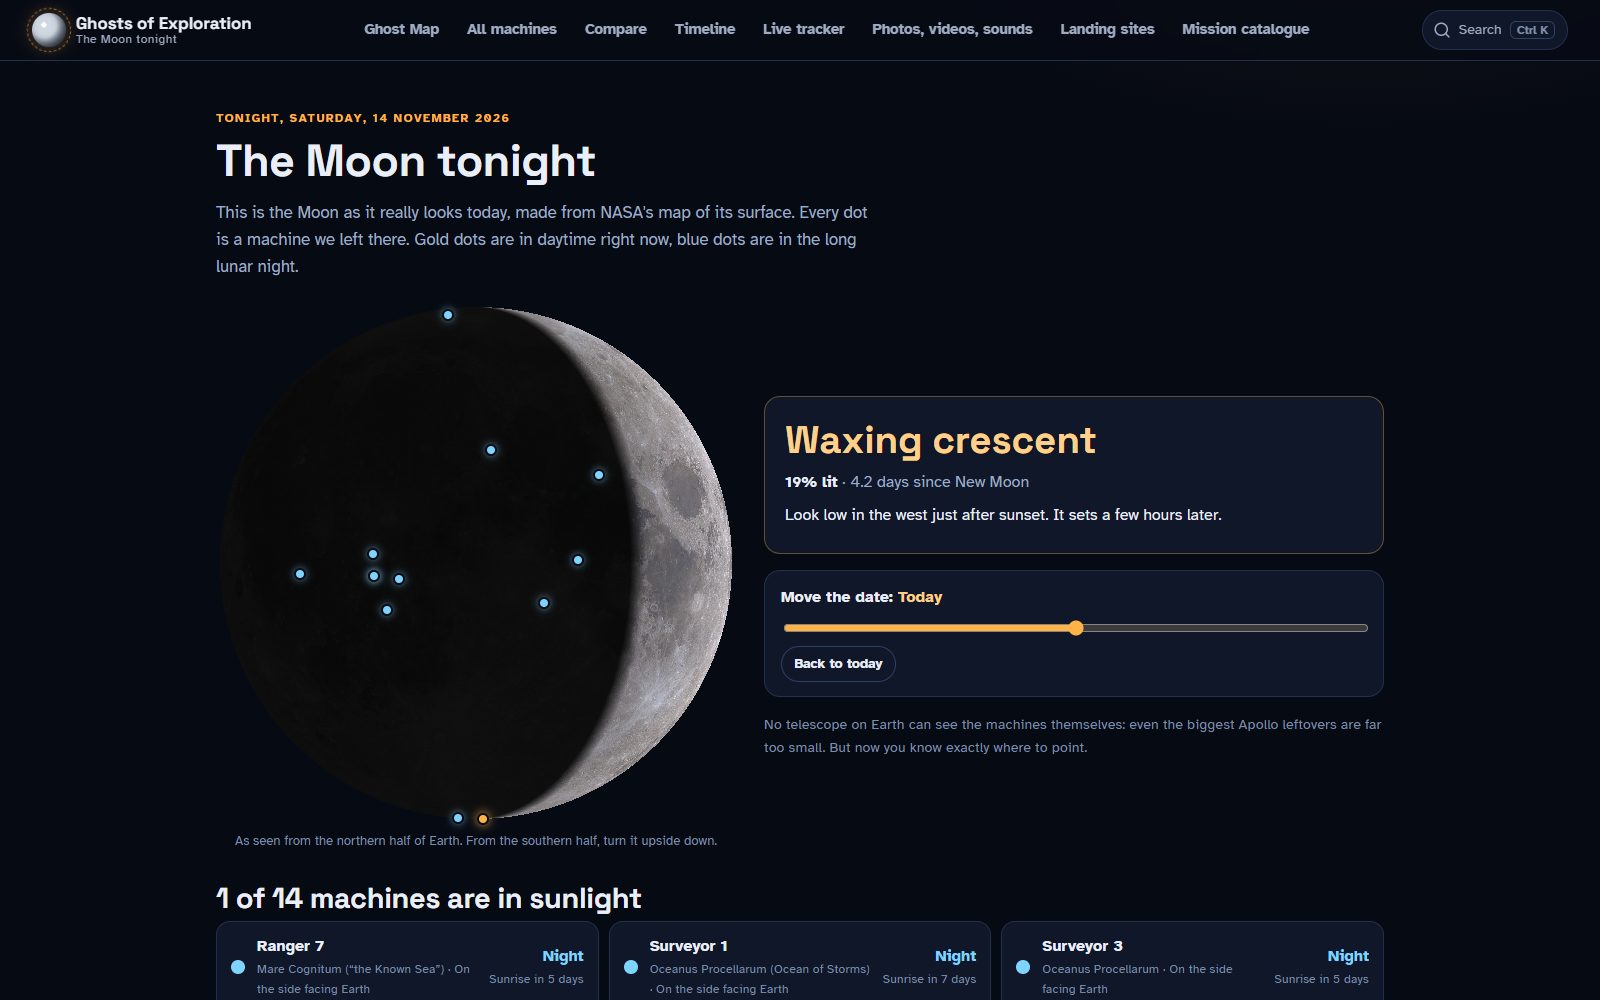 Ghosts of Exploration
The Moon tonight
Ghost Map
All machines
Compare
Timeline
Live tracker
Photos, videos, sounds
Landing sites
Mission catalogue
Search
Ctrl K
TONIGHT, SATURDAY, 14 NOVEMBER 2026
The Moon tonight
This is the Moon as it really looks today, made from NASA's map of its surface. Every dot
is a machine we left there. Gold dots are in daytime right now, blue dots are in the long
lunar night.
Waxing crescent
19% lit · 4.2 days since New Moon
Look low in the west just after sunset. It sets a few hours later.
Move the date: Today
Back to today
No telescope on Earth can see the machines themselves: even the biggest Apollo leftovers are far
too small. But now you know exactly where to point.
As seen from the northern half of Earth. From the southern half, turn it upside down.
1 of 14 machines are in sunlight
Ranger 7
Mare Cognitum (“the Known Sea”) · On
the side facing Earth
Night
Sunrise in 5 days
Surveyor 1
Oceanus Procellarum (Ocean of Storms)
· On the side facing Earth
Night
Sunrise in 7 days
Surveyor 3
Oceanus Procellarum · On the side
facing Earth
Night
Sunrise in 5 days